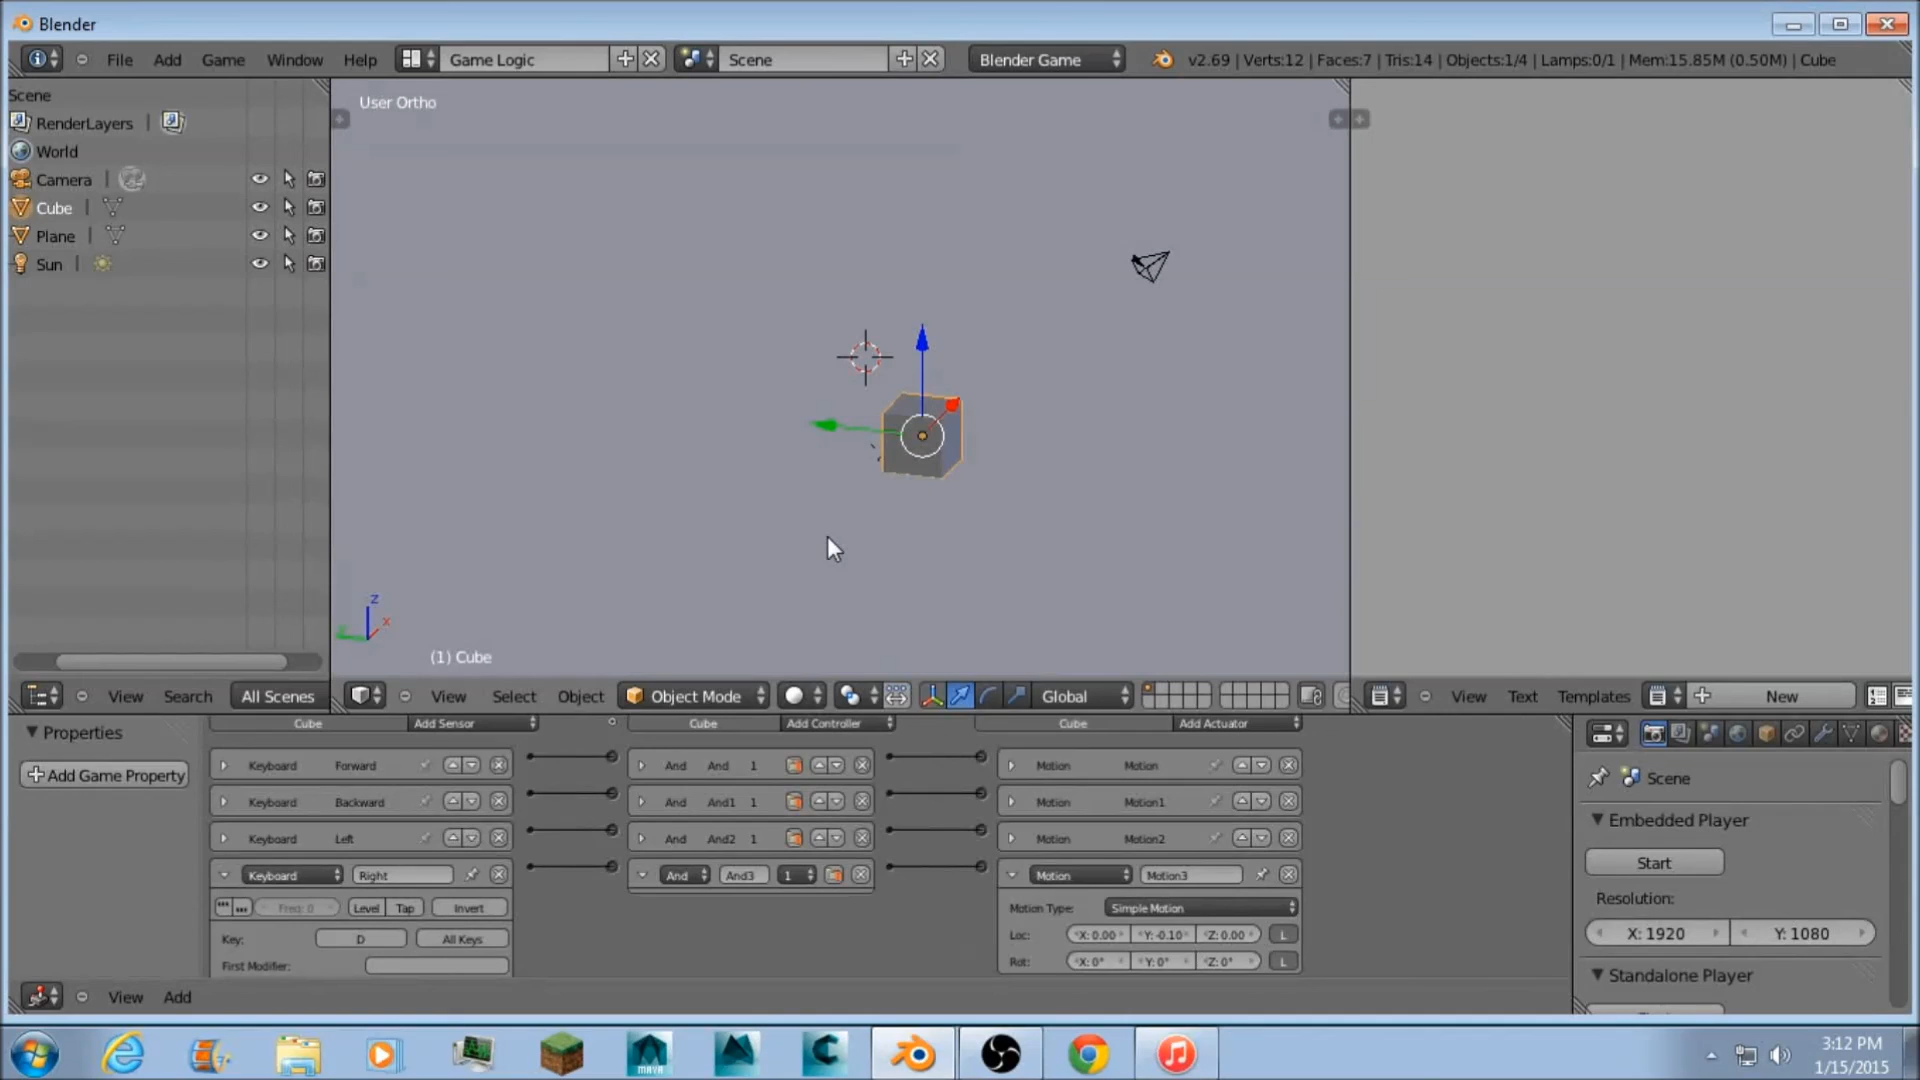 Blender
File Add Game Window Help Game Logic Scene Blender Game v2.69 | Verts:12 | Faces:7 | Tris:14 | Objects:1/4 | Lamps:0/1 | Mem:15.85M (0.50M) | Cube
Scene
RenderLayers |
World
Camera |
Cube |
Plane |
Sun |
User Ortho
z
x
(1) Cube
View Search All Scenes
View Select Object Object Mode Global
View Text Templates New
Properties
Add Game Property
Cube Add Sensor
Keyboard Forward
Keyboard Backward
Keyboard Left
Keyboard Right
Freq: 0 Level Tap Invert
Key: D All Keys
First Modifier:
Cube Add Controller
And And 1
And And1 1
And And2 1
And And3 1
Cube Add Actuator
Motion Motion
Motion Motion1
Motion Motion2
Motion Motion3
Motion Type: Simple Motion
Loc: X: 0.00 Y: -0.10 Z: 0.00 L
Rot: X: 0° Y: 0° Z: 0° L
Scene
Embedded Player
Start
Resolution:
X: 1920 Y: 1080
Standalone Player
View Add
MAYA
3:12 PM
1/15/2015